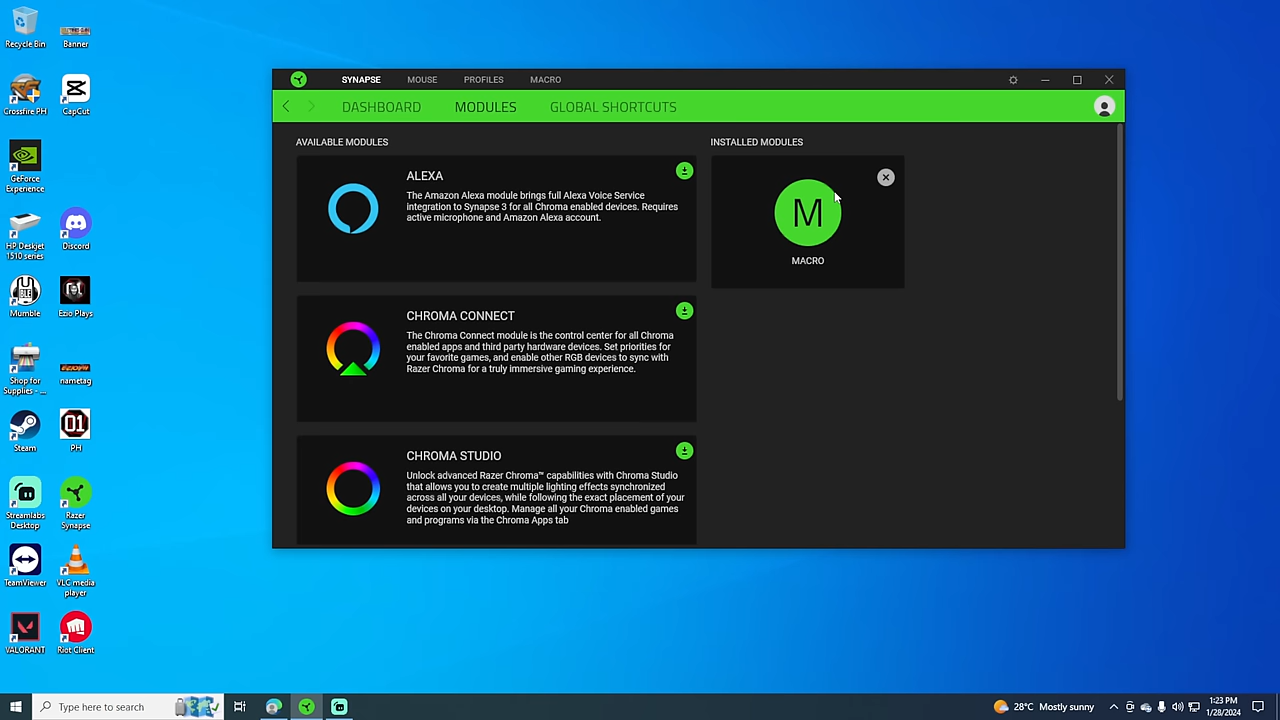 Recycle Bin
Banner
Crossfire PH
CapCut
GeForce
Experience
HP Deskjet
1510 series
Discord
Mumble
Ezio Plays
Shop for
Supplies - ...
nametag
Steam
01
PH
Streamlabs
Desktop
Razer
Synapse
TeamViewer
VLC media
player
VALORANT
Riot Client
SYNAPSE
MOUSE
PROFILES
MACRO
DASHBOARD
MODULES
GLOBAL SHORTCUTS
AVAILABLE MODULES
ALEXA
The Amazon Alexa module brings full Alexa Voice Service
integration to Synapse 3 for all Chroma enabled devices. Requires
active microphone and Amazon Alexa account.
CHROMA CONNECT
The Chroma Connect module is the control center for all Chroma
enabled apps and third party hardware devices. Set priorities for
your favorite games, and enable other RGB devices to sync with
Razer Chroma for a truly immersive gaming experience.
CHROMA STUDIO
Unlock advanced Razer Chroma™ capabilities with Chroma Studio
that allows you to create multiple lighting effects synchronized
across all your devices, while following the exact placement of your
devices on your desktop. Manage all your Chroma enabled games
and programs via the Chroma Apps tab
INSTALLED MODULES
M
MACRO
Type here to search
28°C Mostly sunny
1:23 PM
1/28/2024